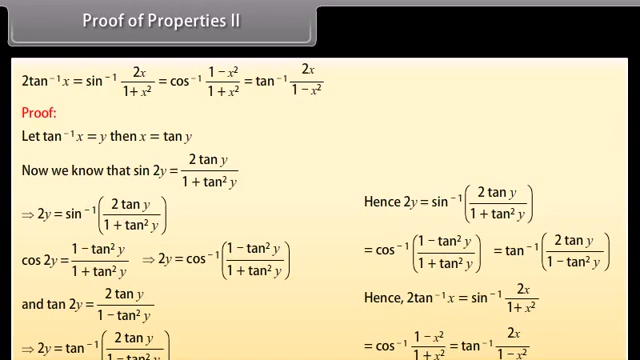 Proof of Properties II
2tan⁻¹x = sin⁻¹ 2x/(1+x²) = cos⁻¹ (1−x²)/(1+x²) = tan⁻¹ 2x/(1−x²)
Proof:
Let tan⁻¹x = y then x = tan y
Now we know that sin 2y = (2 tan y)/(1 + tan² y)
⇒ 2y = sin⁻¹((2 tan y)/(1 + tan² y))
cos 2y = (1 − tan² y)/(1 + tan² y) ⇒ 2y = cos⁻¹((1 − tan² y)/(1 + tan² y))
and tan 2y = (2 tan y)/(1 − tan² y)
⇒ 2y = tan⁻¹((2 tan y)/(1 − tan² y))
Hence 2y = sin⁻¹((2 tan y)/(1 + tan² y))
= cos⁻¹((1 − tan² y)/(1 + tan² y)) = tan⁻¹((2 tan y)/(1 − tan² y))
Hence, 2tan⁻¹x = sin⁻¹ 2x/(1+x²)
= cos⁻¹ (1−x²)/(1+x²) = tan⁻¹ 2x/(1−x²)